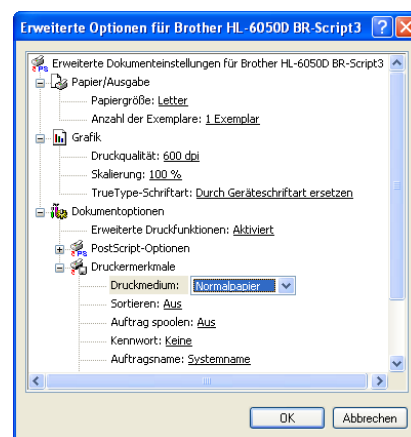 Erweiterte Optionen für Brother HL-6050D BR-Script3
Erweiterte Dokumenteinstellungen für Brother HL-6050D BR-Script3
Papier/Ausgabe
Papiergröße: Letter
Anzahl der Exemplare: 1 Exemplar
Grafik
Druckqualität: 600 dpi
Skalierung: 100 %
TrueType-Schriftart: Durch Geräteschriftart ersetzen
Dokumentoptionen
Erweiterte Druckfunktionen: Aktiviert
PostScript-Optionen
Druckermerkmale
Druckmedium: Normalpapier
Sortieren: Aus
Auftrag spoolen: Aus
Kennwort: Keine
Auftragsname: Systemname
OK Abbrechen